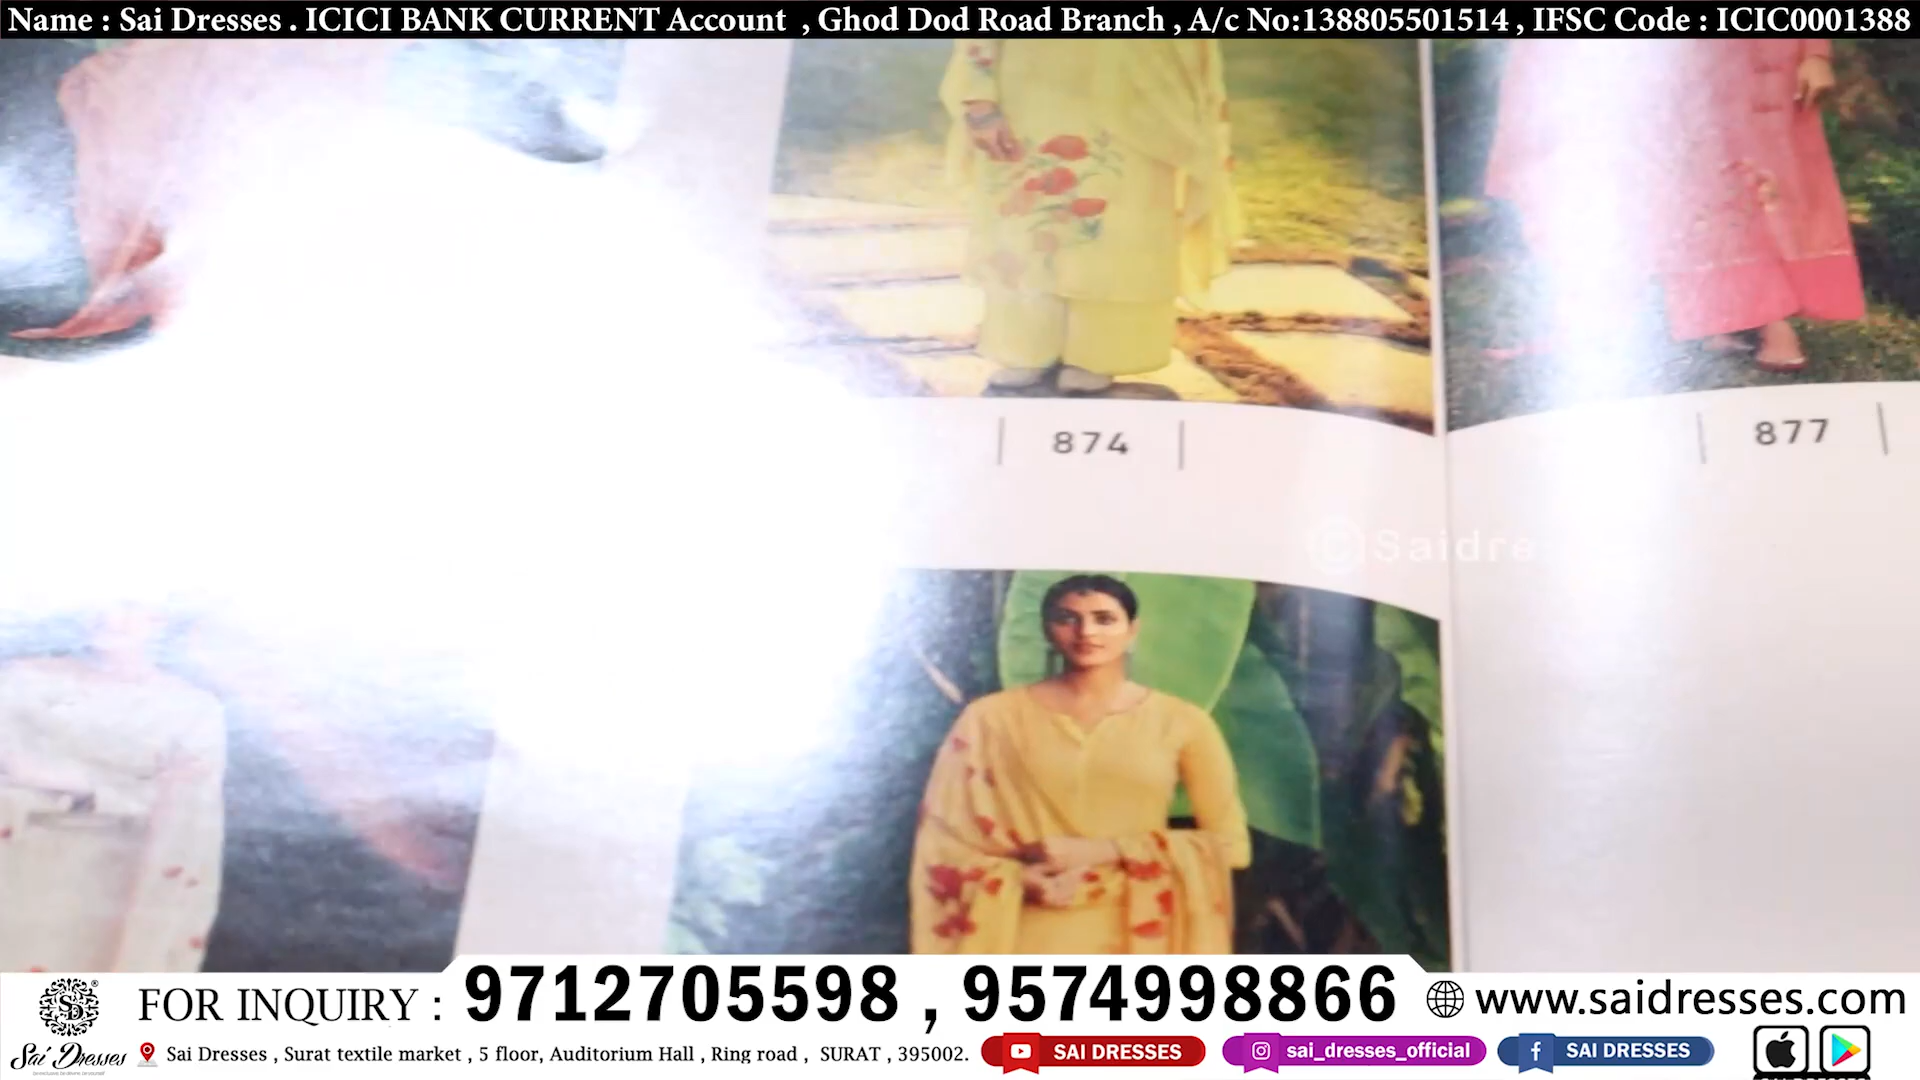 Name : Sai Dresses . ICICI BANK CURRENT Account , Ghod Dod Road Branch , A/c No:138805501514 , IFSC Code : ICIC0001388
874
877
©Saidre
FOR INQUIRY : 9712705598 , 9574998866
www.saidresses.com
Sai Dresses
Sai Dresses , Surat textile market , 5 floor, Auditorium Hall , Ring road , SURAT , 395002.
SAI DRESSES
sai_dresses_official
SAI DRESSES